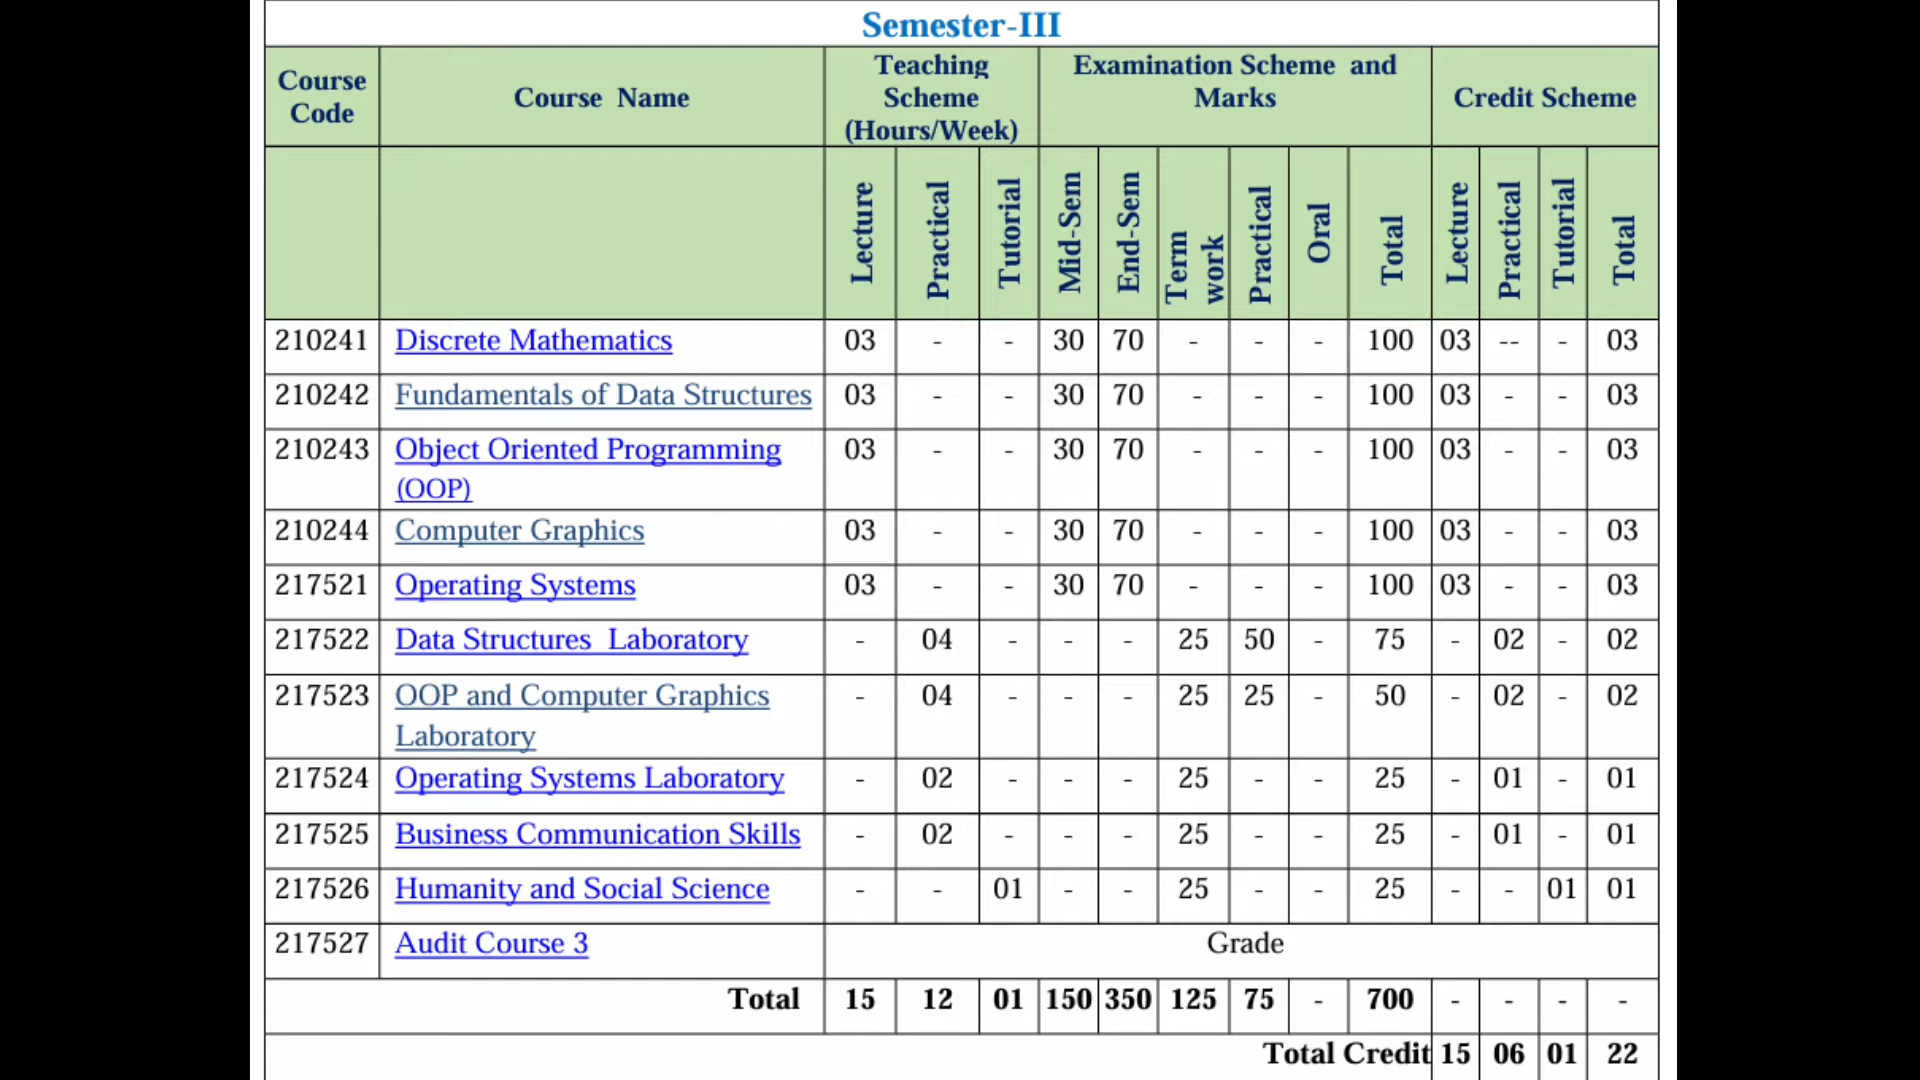 Semester-III
Course Code Course Name Teaching Scheme (Hours/Week) Examination Scheme and Marks Credit Scheme
Lecture Practical Tutorial Mid-Sem End-Sem Term work Practical Oral Total Lecture Practical Tutorial Total
210241 Discrete Mathematics 03 - - 30 70 - - - 100 03 -- - 03
210242 Fundamentals of Data Structures 03 - - 30 70 - - - 100 03 - - 03
210243 Object Oriented Programming (OOP) 03 - - 30 70 - - - 100 03 - - 03
210244 Computer Graphics 03 - - 30 70 - - - 100 03 - - 03
217521 Operating Systems 03 - - 30 70 - - - 100 03 - - 03
217522 Data Structures Laboratory - 04 - - - 25 50 - 75 - 02 - 02
217523 OOP and Computer Graphics Laboratory - 04 - - - 25 25 - 50 - 02 - 02
217524 Operating Systems Laboratory - 02 - - - 25 - - 25 - 01 - 01
217525 Business Communication Skills - 02 - - - 25 - - 25 - 01 - 01
217526 Humanity and Social Science - - 01 - - 25 - - 25 - - 01 01
217527 Audit Course 3 Grade
Total 15 12 01 150 350 125 75 - 700 - - - -
Total Credit 15 06 01 22